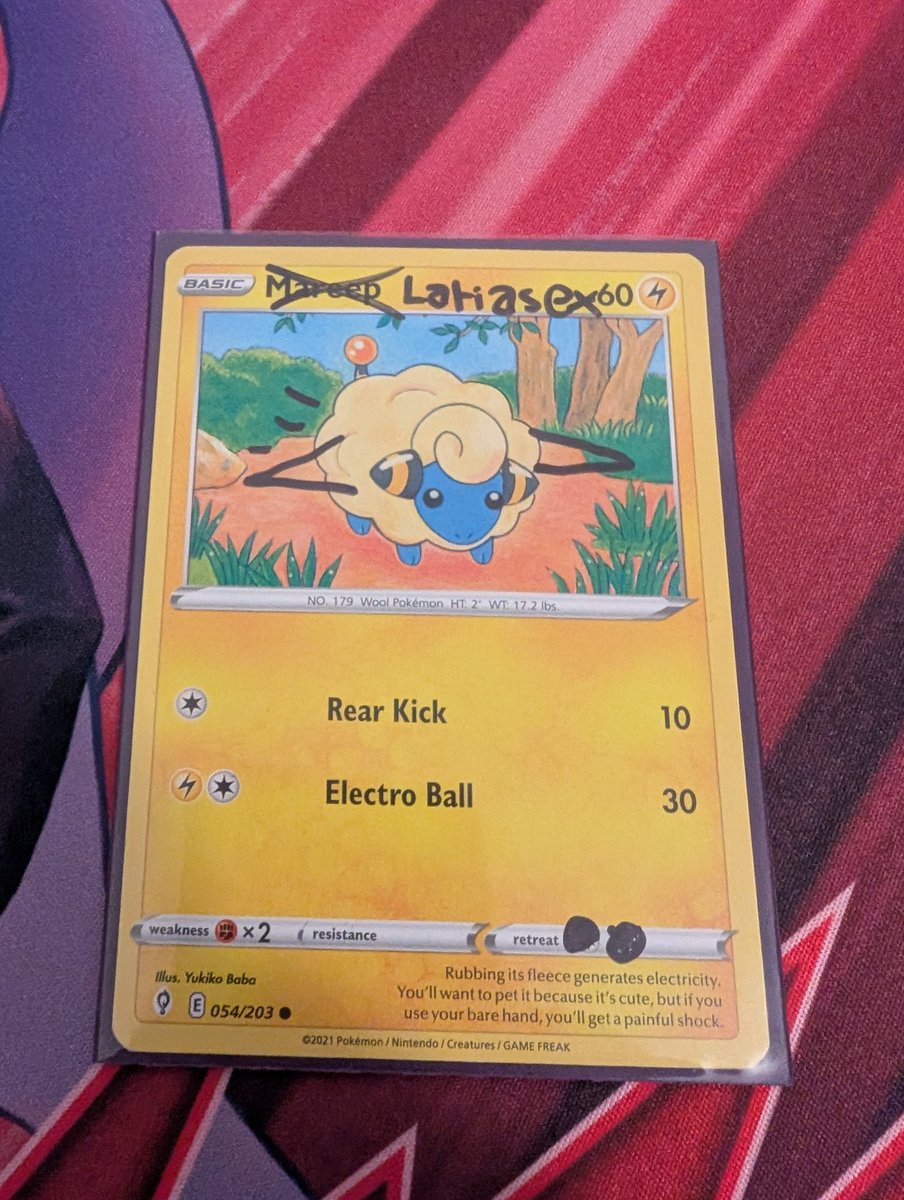 BASIC Mareep Latias ex 60
NO. 179 Wool Pokémon HT: 2' WT: 17.2 lbs.
Rear Kick 10
Electro Ball 30
weakness ×2 resistance retreat
Illus. Yukiko Baba
Rubbing its fleece generates electricity.
You'll want to pet it because it's cute, but if you
use your bare hand, you'll get a painful shock.
E 054/203
©2021 Pokémon / Nintendo / Creatures / GAME FREAK